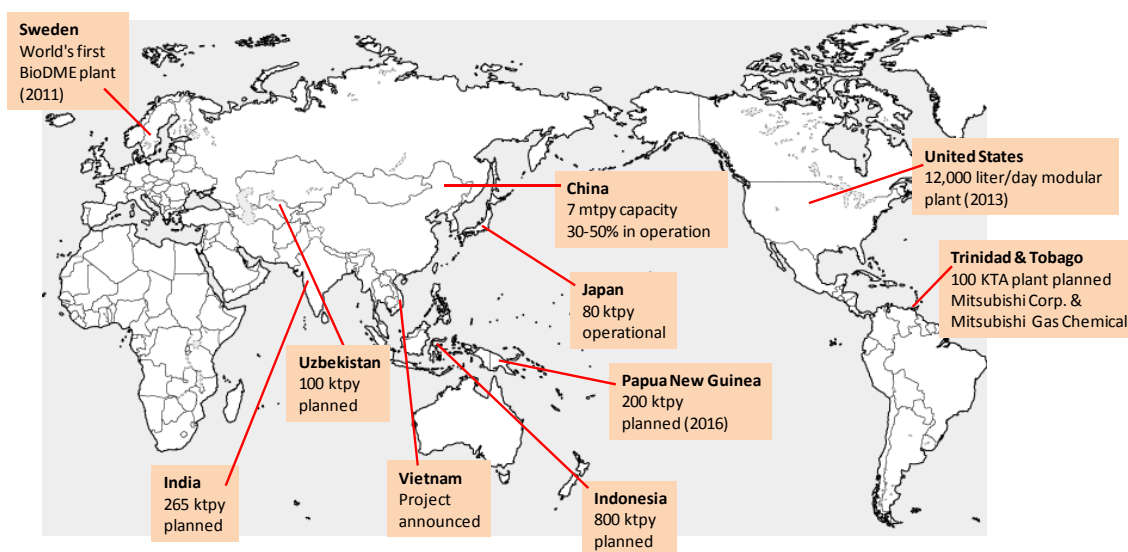 Sweden
World's first
BioDME plant
(2011)
United States
12,000 liter/day modular
plant (2013)
China
7 mtpy capacity
30-50% in operation
Trinidad & Tobago
100 KTA plant planned
Mitsubishi Corp. &
Mitsubishi Gas Chemical
Japan
80 ktpy
operational
Uzbekistan
100 ktpy
planned
Papua New Guinea
200 ktpy
planned (2016)
India
265 ktpy
planned
Vietnam
Project
announced
Indonesia
800 ktpy
planned